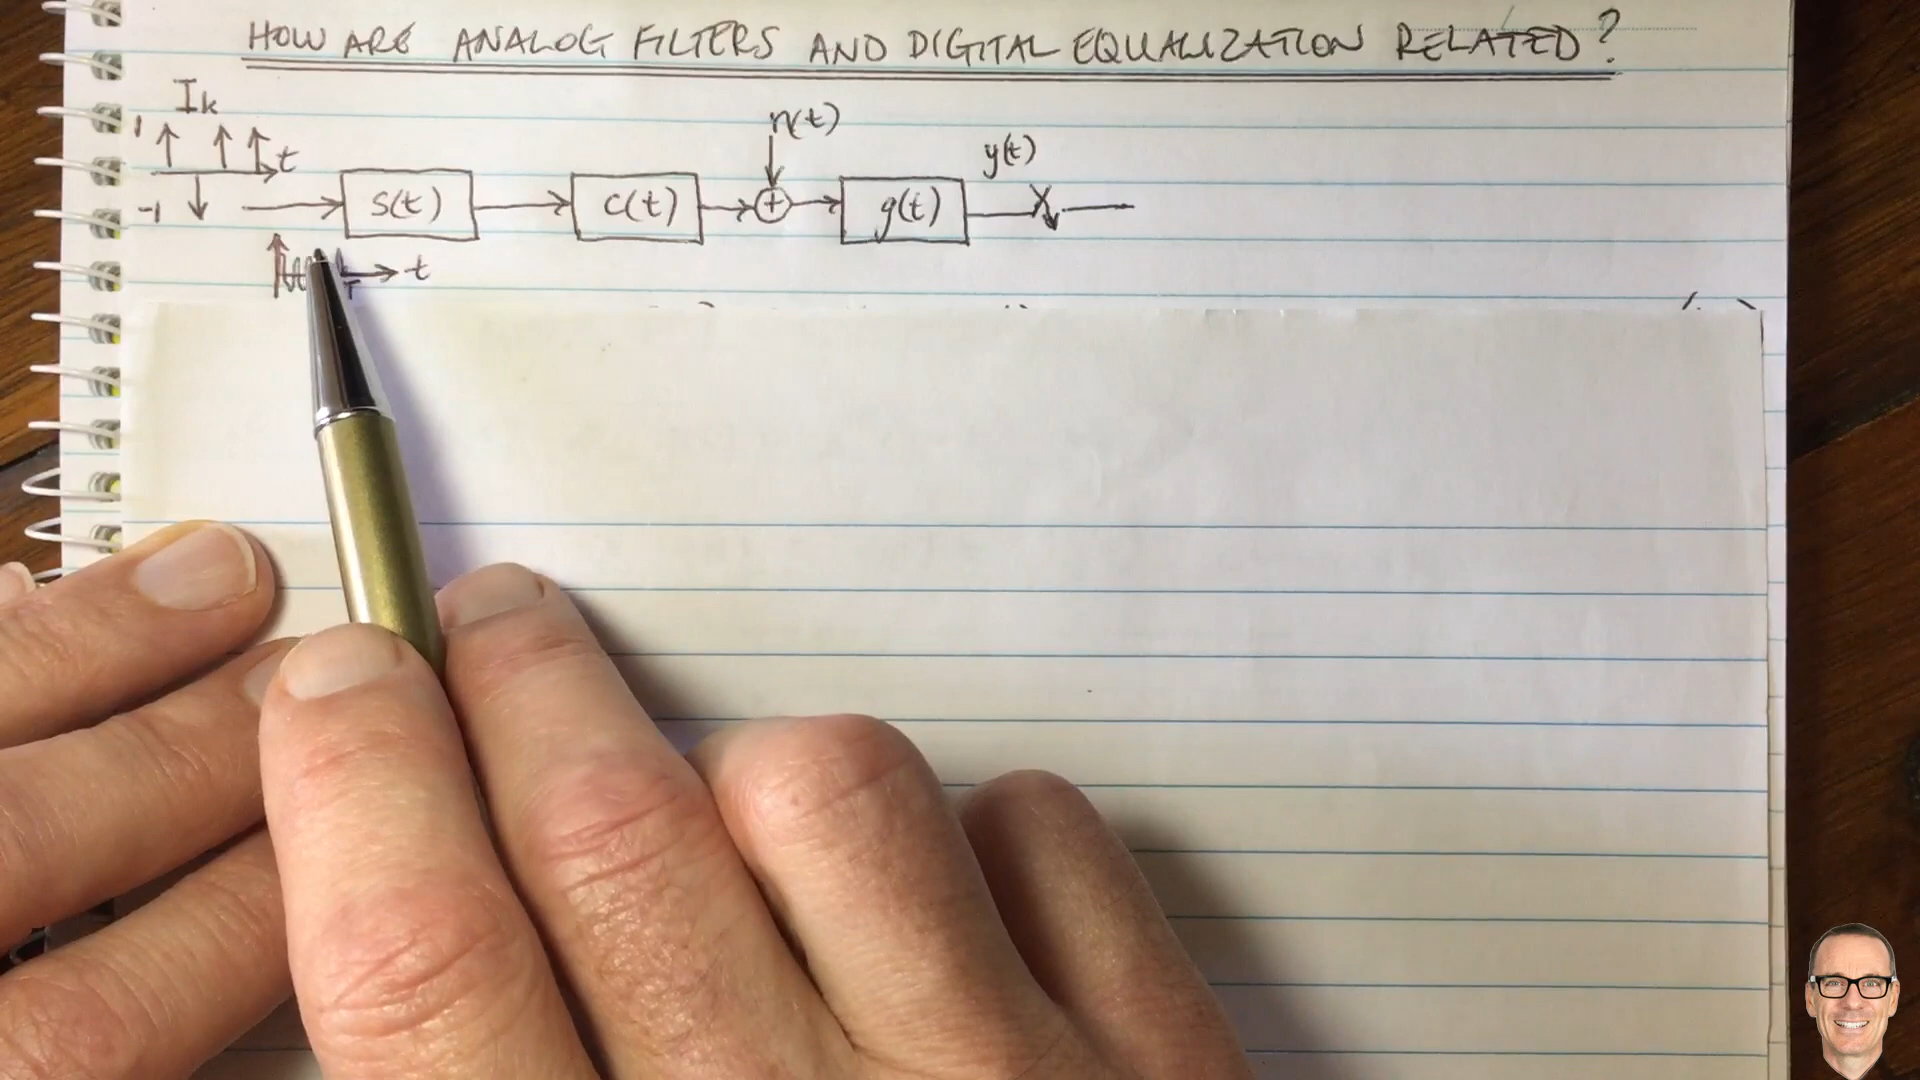 HOW ARE ANALOG FILTERS AND DIGITAL EQUALIZATION RELATED?
Ik
1
t
-1
s(t)
c(t)
n(t)
+
g(t)
y(t)
t
T